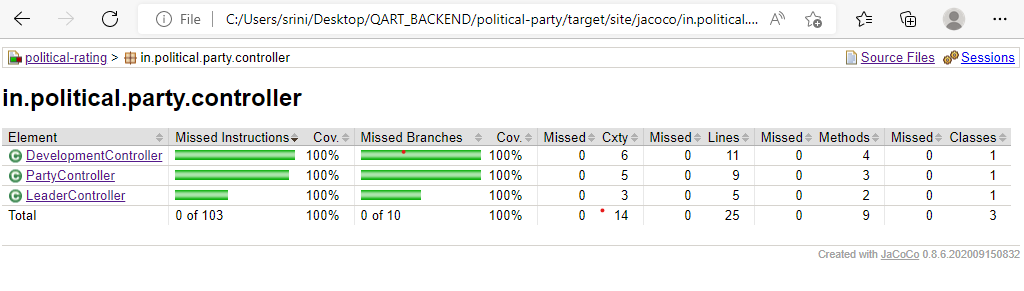 File C:/Users/srini/Desktop/QART_BACKEND/political-party/target/site/jacoco/in.political....
political-rating > in.political.party.controller Source Files Sessions
in.political.party.controller
Element Missed Instructions Cov. Missed Branches Cov. Missed Cxty Missed Lines Missed Methods Missed Classes
DevelopmentController 100% 100% 0 6 0 11 0 4 0 1
PartyController 100% 100% 0 5 0 9 0 3 0 1
LeaderController 100% 100% 0 3 0 5 0 2 0 1
Total 0 of 103 100% 0 of 10 100% 0 14 0 25 0 9 0 3
Created with JaCoCo 0.8.6.202009150832